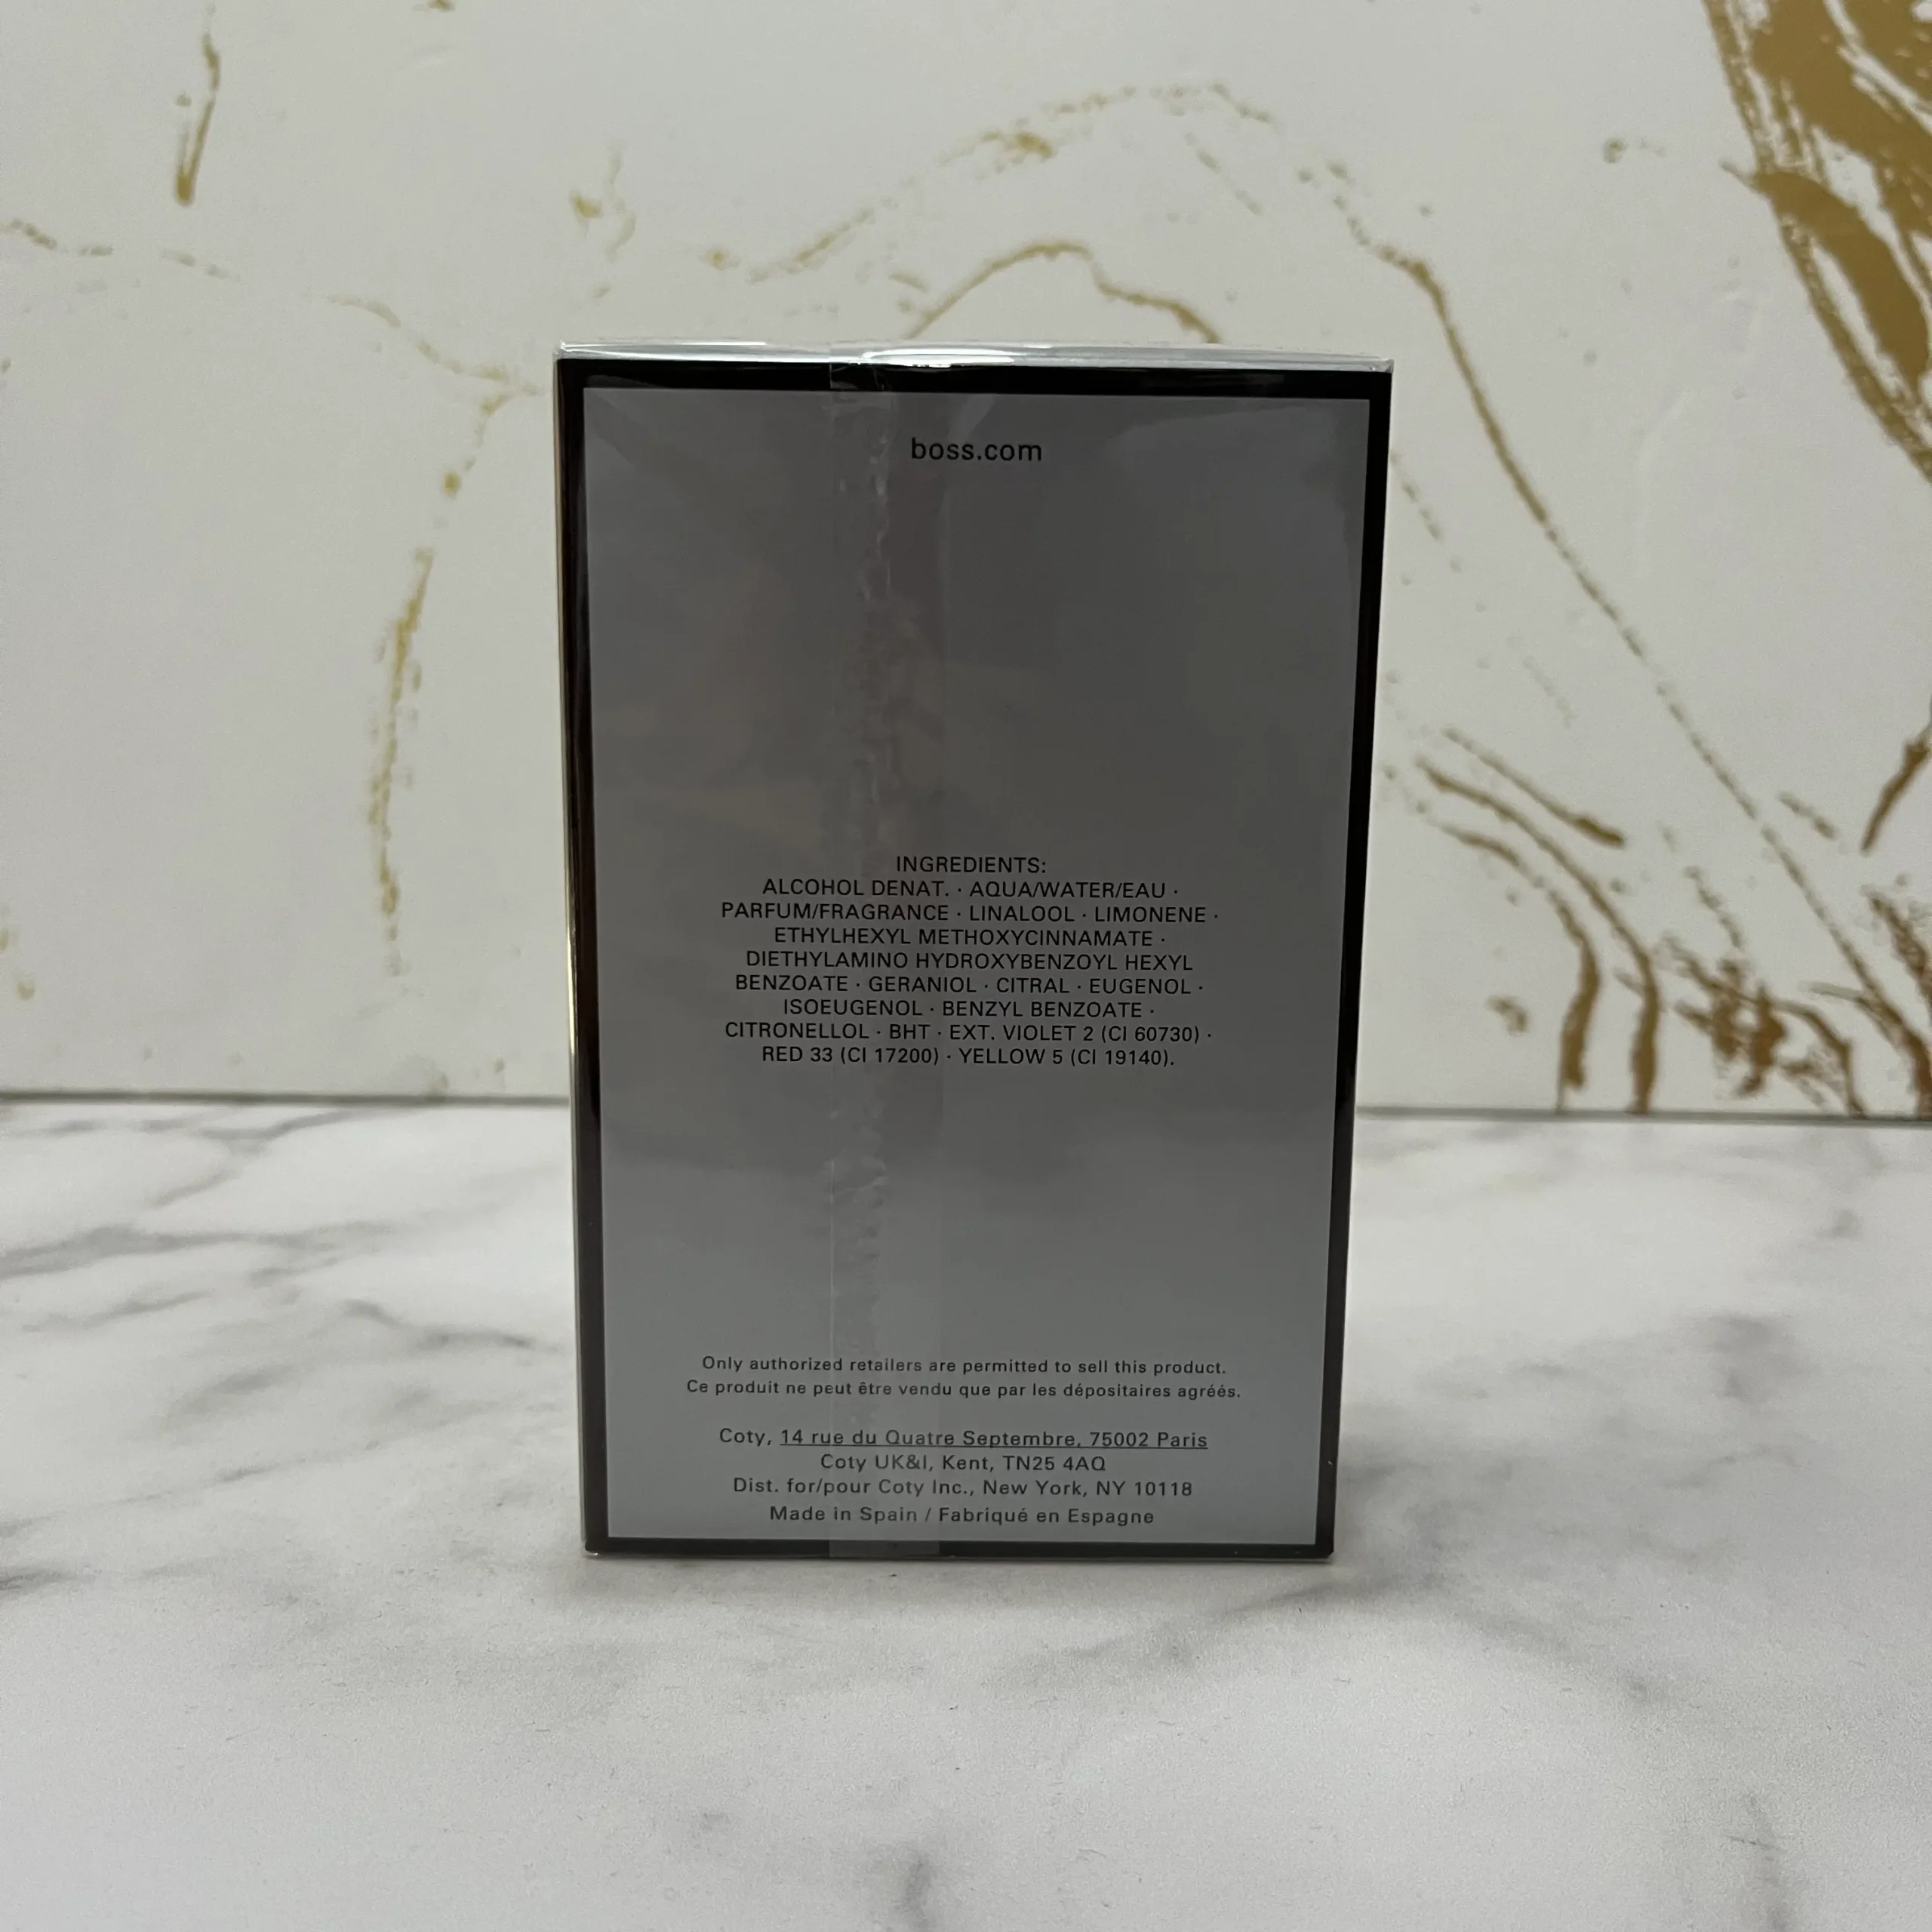 boss.com
INGREDIENTS:
ALCOHOL DENAT. · AQUA/WATER/EAU ·
PARFUM/FRAGRANCE · LINALOOL · LIMONENE ·
ETHYLHEXYL METHOXYCINNAMATE ·
DIETHYLAMINO HYDROXYBENZOYL HEXYL
BENZOATE · GERANIOL · CITRAL · EUGENOL ·
ISOEUGENOL · BENZYL BENZOATE ·
CITRONELLOL · BHT · EXT. VIOLET 2 (CI 60730) ·
RED 33 (CI 17200) · YELLOW 5 (CI 19140).
Only authorized retailers are permitted to sell this product.
Ce produit ne peut être vendu que par les dépositaires agréés.
Coty, 14 rue du Quatre Septembre, 75002 Paris
Coty UK&I, Kent, TN25 4AQ
Dist. for/pour Coty Inc., New York, NY 10118
Made in Spain / Fabriqué en Espagne